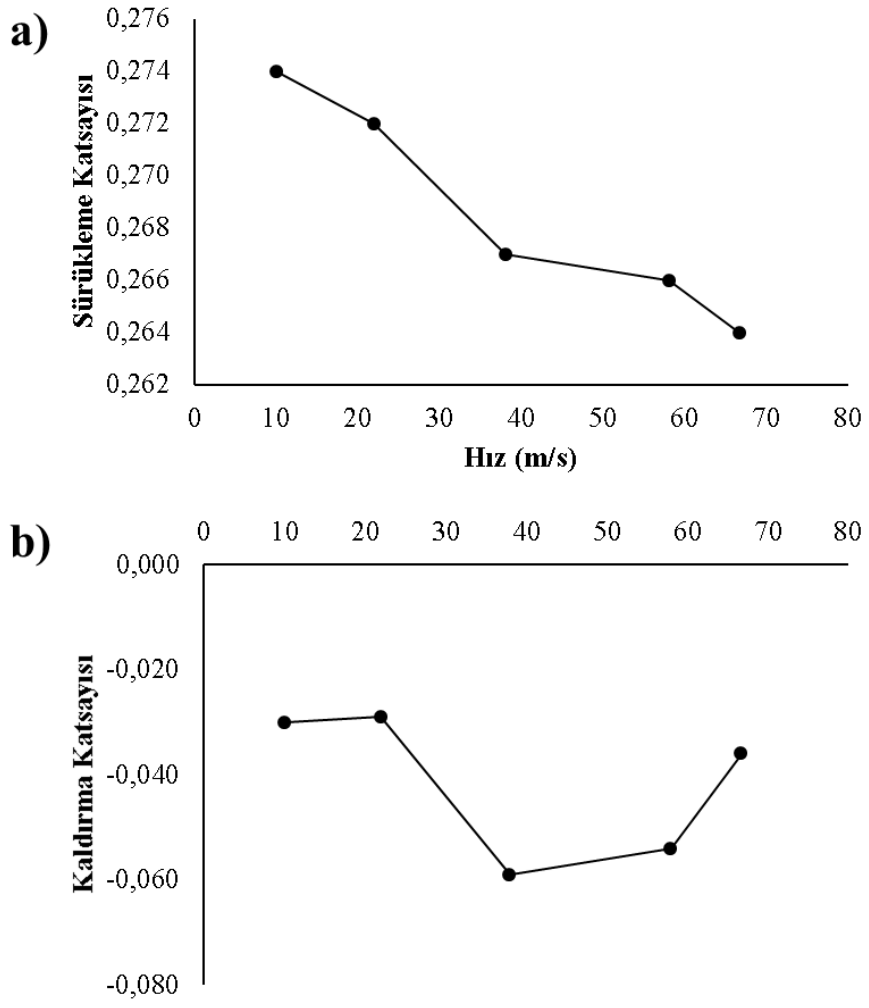 a)
Sürükleme Katsayısı
0,276
0,274
0,272
0,270
0,268
0,266
0,264
0,262
0 10 20 30 40 50 60 70 80
Hız (m/s)
b)
0 10 20 30 40 50 60 70 80
Kaldırma Katsayısı
0,000
-0,020
-0,040
-0,060
-0,080